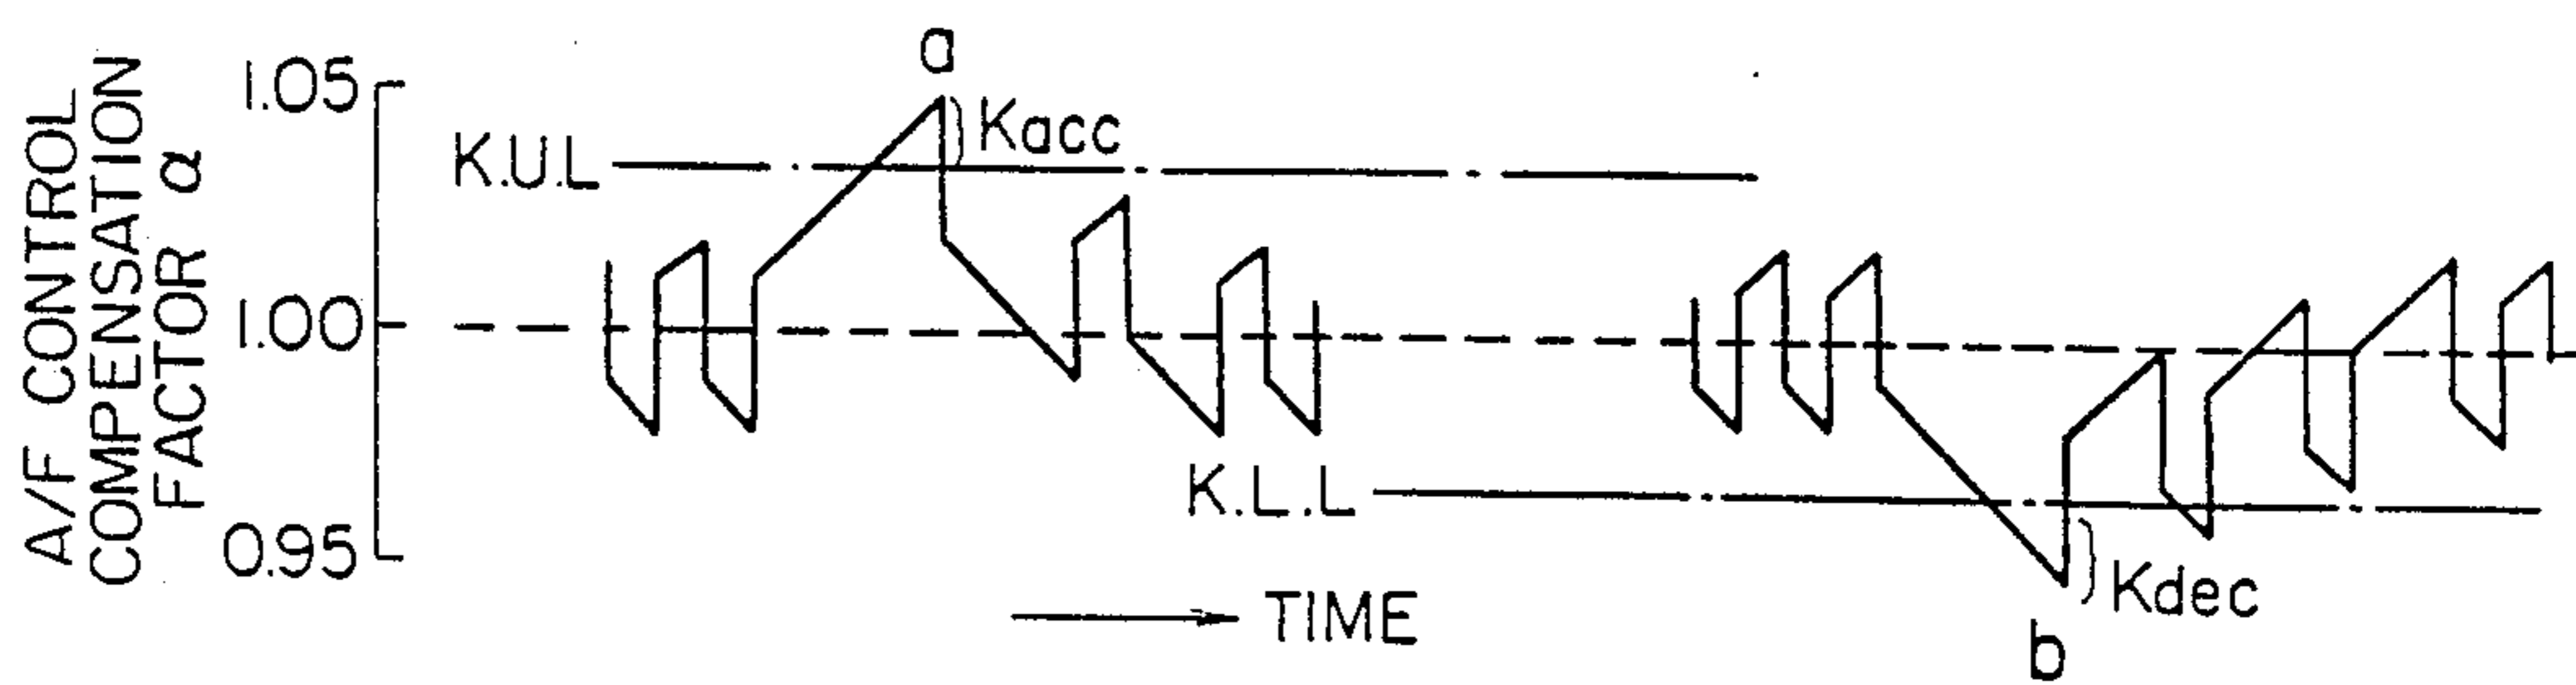 A/F CONTROL
COMPENSATION
FACTOR α
1.05
1.00
0.95
a
K.U.L
Kacc
K.L.L
Kdec
b
TIME